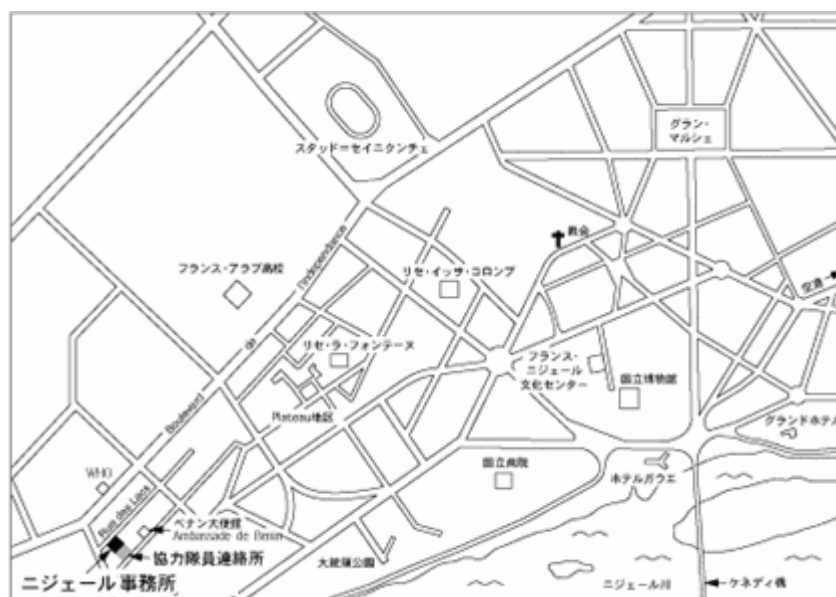 グラン・
マルシェ
スタッド=セイニクンチェ
教会
フランス・アラブ高校
リセ・イッサ・コロンブ
空港→
Boulevard de l'Independance
リセ・ラ・フォンテーヌ
フランス・
ニジェール
文化センター
国立博物館
Plateau地区
グランドホテル
国立病院
ホテルガウエ
WHO
Rue des Lacs
ベナン大使館
Ambassade de Benin
協力隊員連絡所
ニジェール事務所
大統領公園
ニジェール川
ケネディ橋